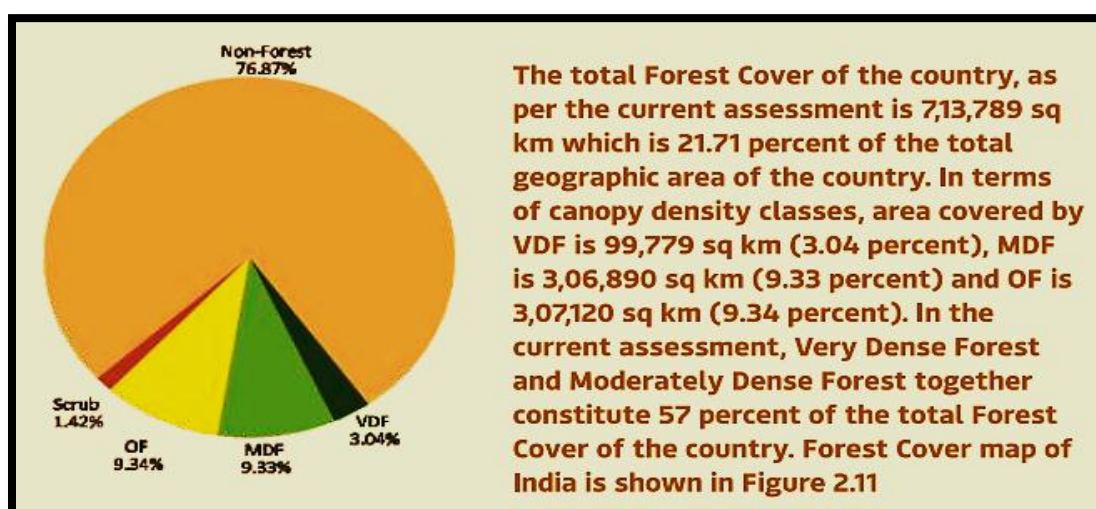 Non-Forest
76.87%
Scrub
1.42%
OF
9.34%
MDF
9.33%
VDF
3.04%
The total Forest Cover of the country, as
per the current assessment is 7,13,789 sq
km which is 21.71 percent of the total
geographic area of the country. In terms
of canopy density classes, area covered by
VDF is 99,779 sq km (3.04 percent), MDF
is 3,06,890 sq km (9.33 percent) and OF is
3,07,120 sq km (9.34 percent). In the
current assessment, Very Dense Forest
and Moderately Dense Forest together
constitute 57 percent of the total Forest
Cover of the country. Forest Cover map of
India is shown in Figure 2.11